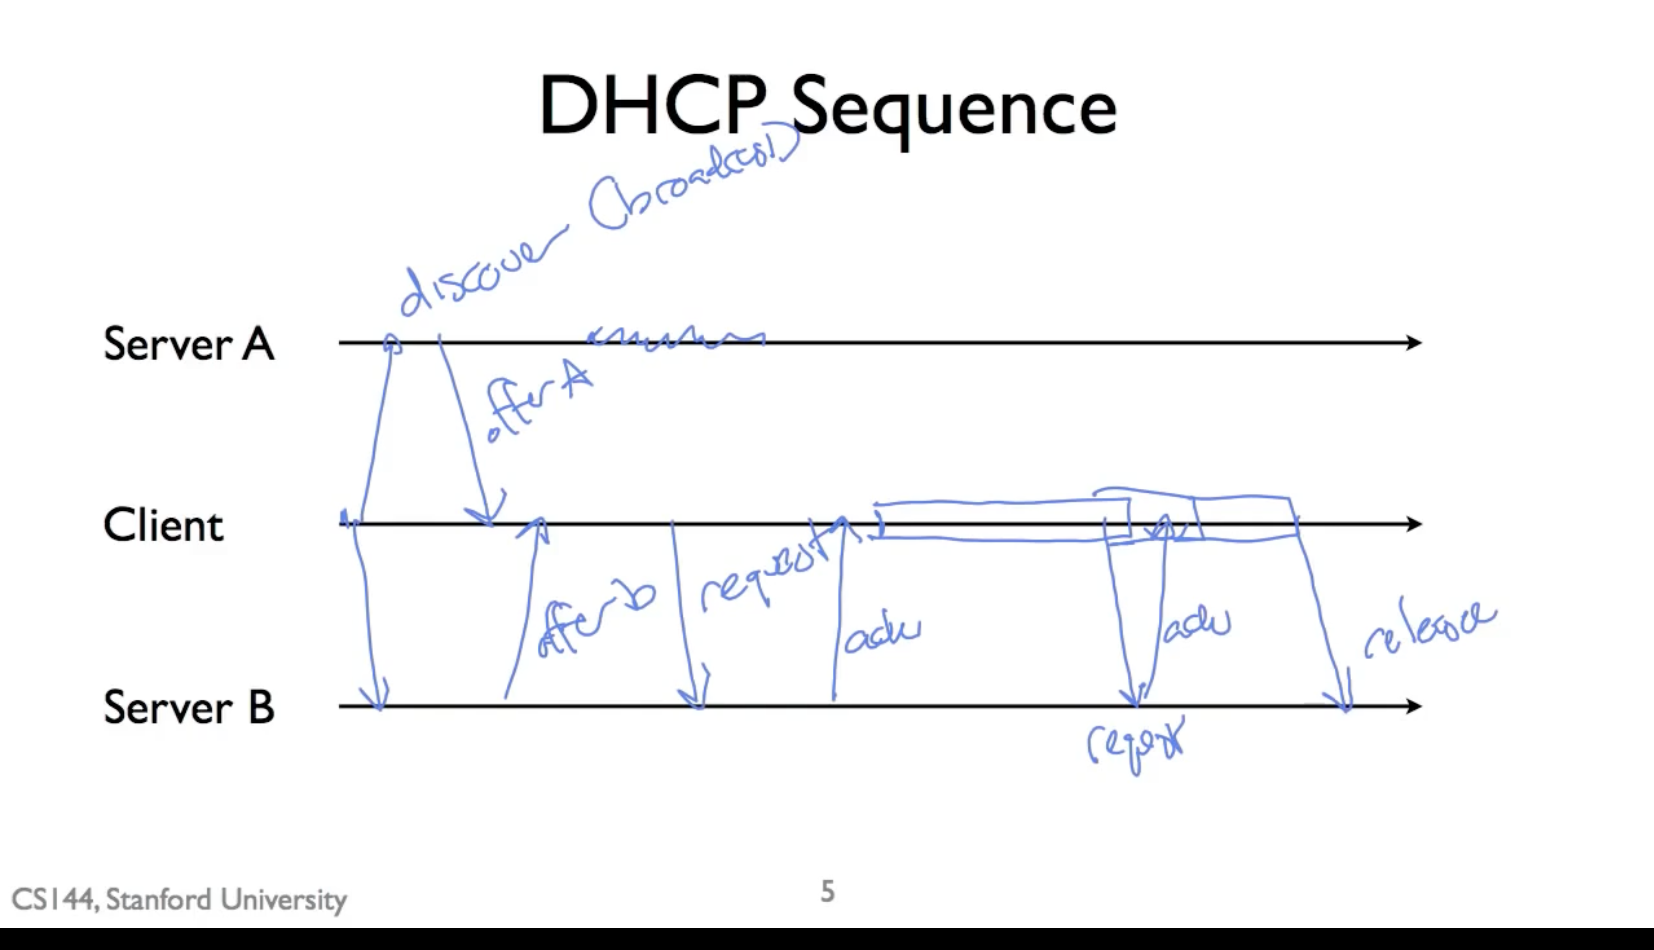 DHCP Sequence
discover (broadcast)
Server A
offer A
Client
request
offer b
ack
ack
release
Server B
request
CS144, Stanford University
5